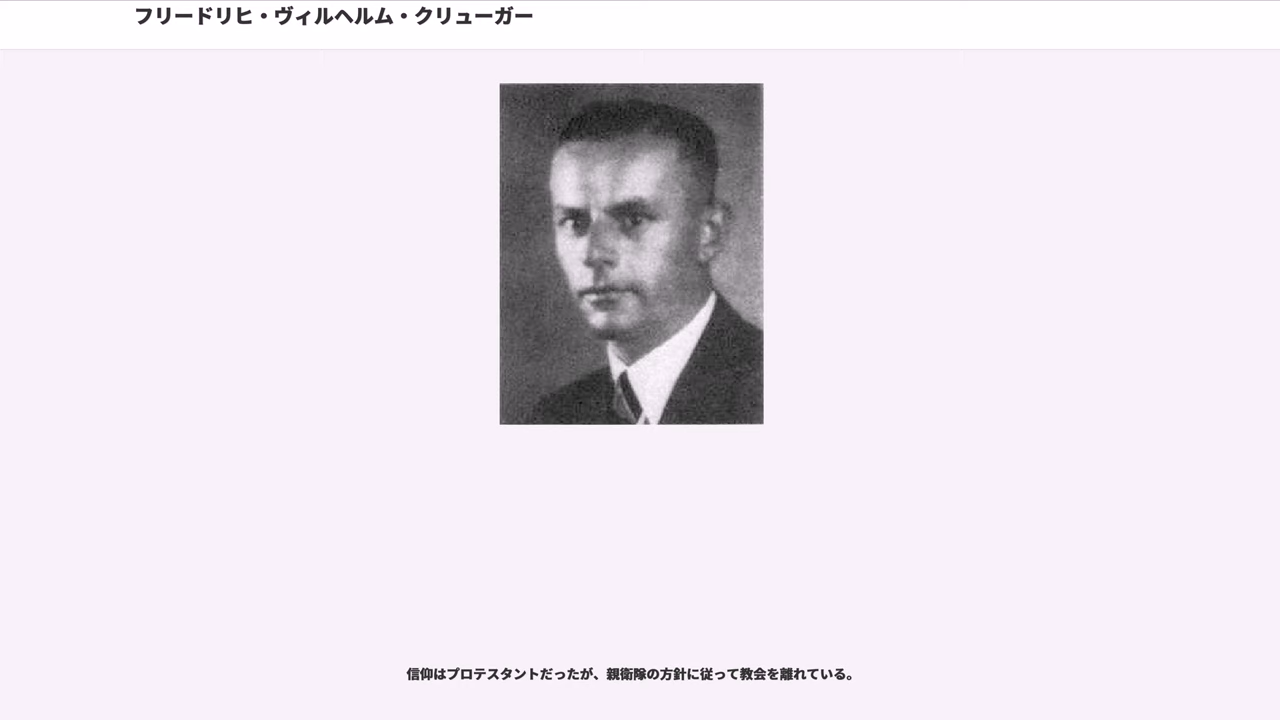 フリードリヒ・ヴィルヘルム・クリューガー
信仰はプロテスタントだったが、親衛隊の方針に従って教会を離れている。